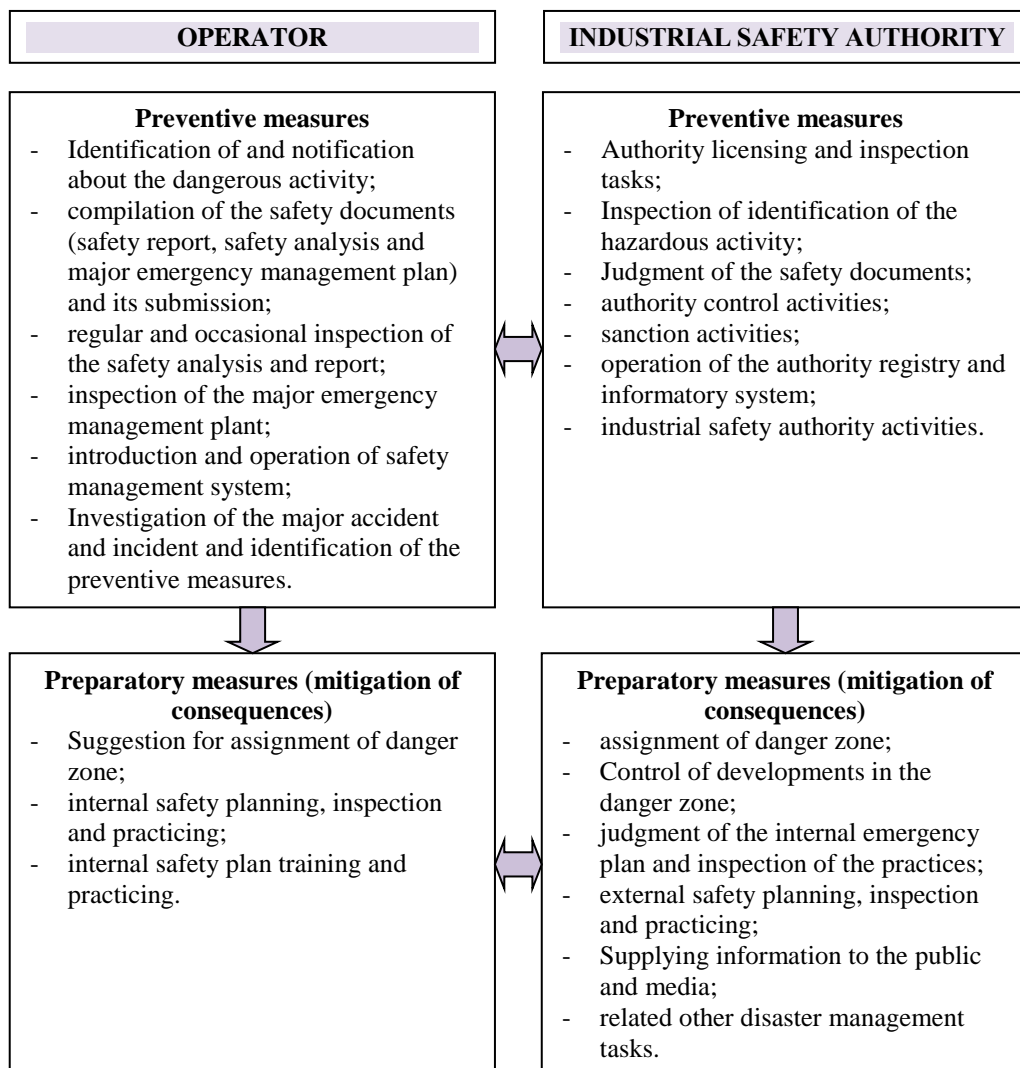 OPERATOR
INDUSTRIAL SAFETY AUTHORITY
Preventive measures
- Identification of and notification
about the dangerous activity;
- compilation of the safety documents
(safety report, safety analysis and
major emergency management plan)
and its submission;
- regular and occasional inspection of
the safety analysis and report;
- inspection of the major emergency
management plant;
- introduction and operation of safety
management system;
- Investigation of the major accident
and incident and identification of the
preventive measures.
Preventive measures
- Authority licensing and inspection
tasks;
- Inspection of identification of the
hazardous activity;
- Judgment of the safety documents;
- authority control activities;
- sanction activities;
- operation of the authority registry and
informatory system;
- industrial safety authority activities.
Preparatory measures (mitigation of
consequences)
- Suggestion for assignment of danger
zone;
- internal safety planning, inspection
and practicing;
- internal safety plan training and
practicing.
Preparatory measures (mitigation of
consequences)
- assignment of danger zone;
- Control of developments in the
danger zone;
- judgment of the internal emergency
plan and inspection of the practices;
- external safety planning, inspection
and practicing;
- Supplying information to the public
and media;
- related other disaster management
tasks.